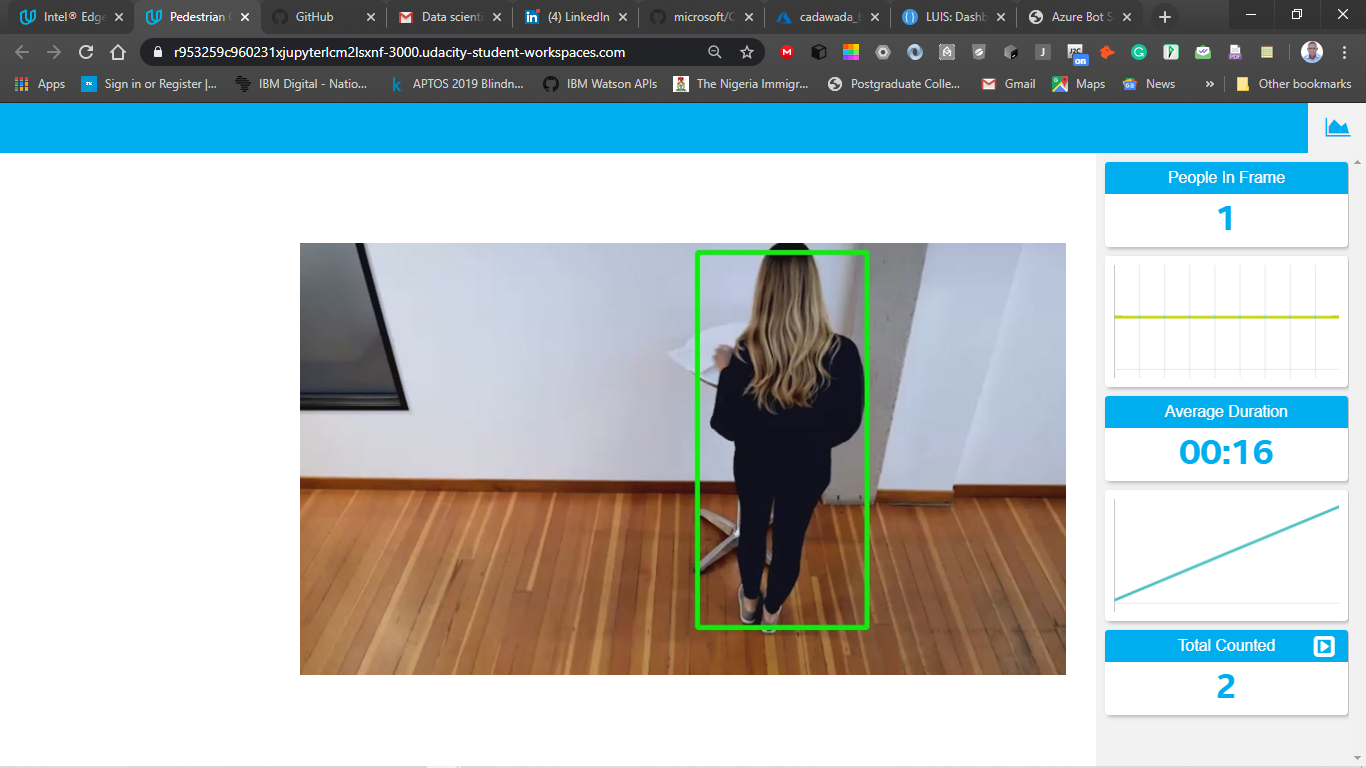 Intel® Edge
Pedestrian
GitHub
Data scient
(4) LinkedIn
microsoft/C
cadawada_b
LUIS: Dashb
Azure Bot S
r953259c960231xjupyterlcm2lsxnf-3000.udacity-student-workspaces.com
on
Apps
Sign in or Register |...
IBM Digital - Natio...
APTOS 2019 Blindn...
IBM Watson APIs
The Nigeria Immigr...
Postgraduate Colle...
Gmail
Maps
News
»
Other bookmarks
People In Frame
1
Average Duration
00:16
Total Counted
2